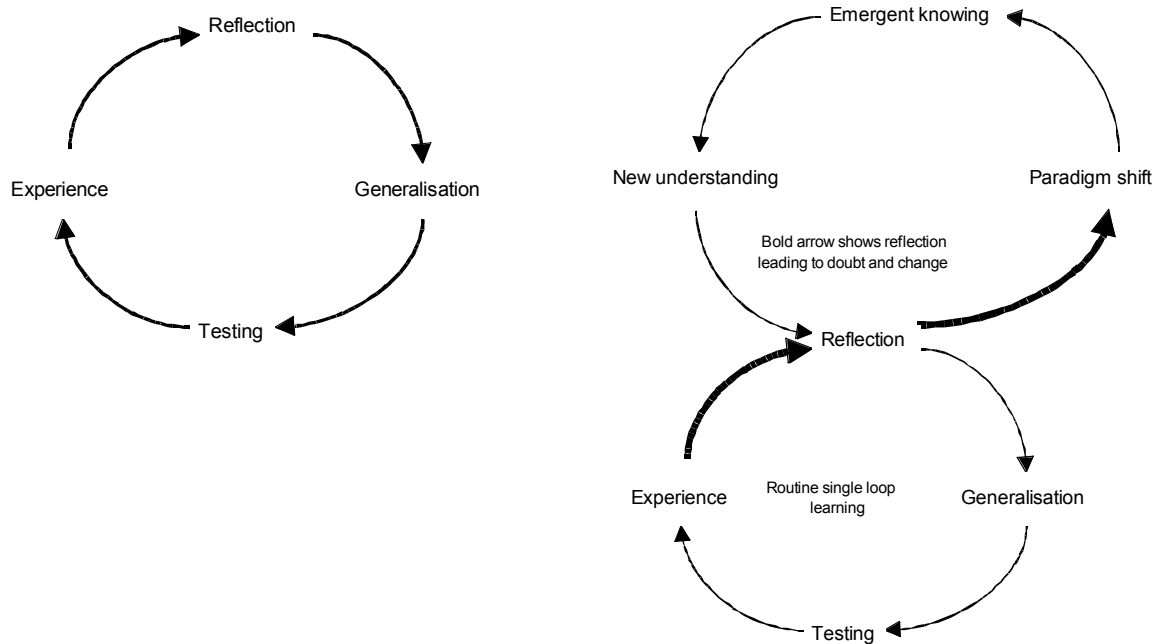 Reflection
Experience
Generalisation
Testing
Emergent knowing
New understanding
Paradigm shift
Bold arrow shows reflection
leading to doubt and change
Reflection
Experience
Routine single loop
learning
Generalisation
Testing